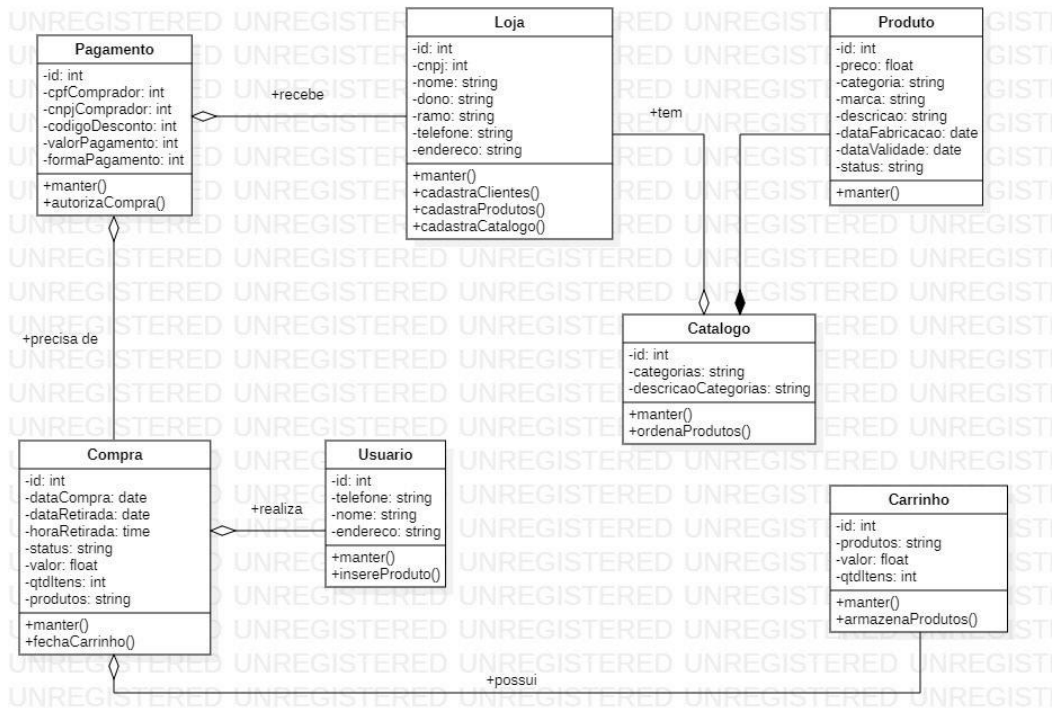 Pagamento
-id: int
-cpfComprador: int
-cnpjComprador: int
-codigoDesconto: int
-valorPagamento: int
-formaPagamento: int
+manter()
+autorizaCompra()
+recebe
Loja
-id: int
-cnpj: int
-nome: string
-dono: string
-ramo: string
-telefone: string
-endereco: string
+manter()
+cadastraClientes()
+cadastraProdutos()
+cadastraCatalogo()
+tem
Produto
-id: int
-preco: float
-categoria: string
-marca: string
-descricao: string
-dataFabricacao: date
-dataValidade: date
-status: string
+manter()
Catalogo
-id: int
-categorias: string
-descricaoCategorias: string
+manter()
+ordenaProdutos()
+precisa de
Compra
-id: int
-dataCompra: date
-dataRetirada: date
-horaRetirada: time
-status: string
-valor: float
-qtdItens: int
-produtos: string
+manter()
+fechaCarrinho()
+realiza
Usuario
-id: int
-telefone: string
-nome: string
-endereco: string
+manter()
+insereProduto()
Carrinho
-id: int
-produtos: string
-valor: float
-qtdItens: int
+manter()
+armazenaProdutos()
+possui
UNREGISTERED UNREGISTERED UNREGISTERED UNREGISTERED